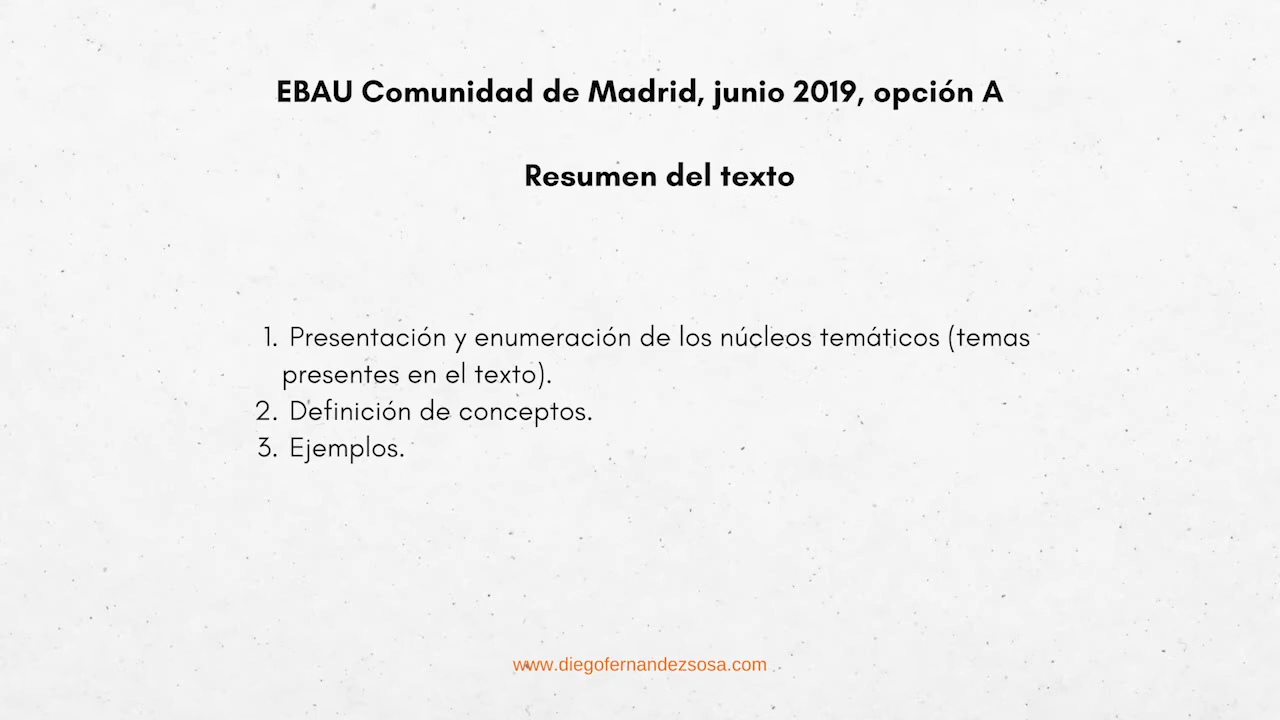 EBAU Comunidad de Madrid, junio 2019, opción A
Resumen del texto
1. Presentación y enumeración de los núcleos temáticos (temas
presentes en el texto).
2. Definición de conceptos.
3. Ejemplos.
www.diegofernandezsosa.com